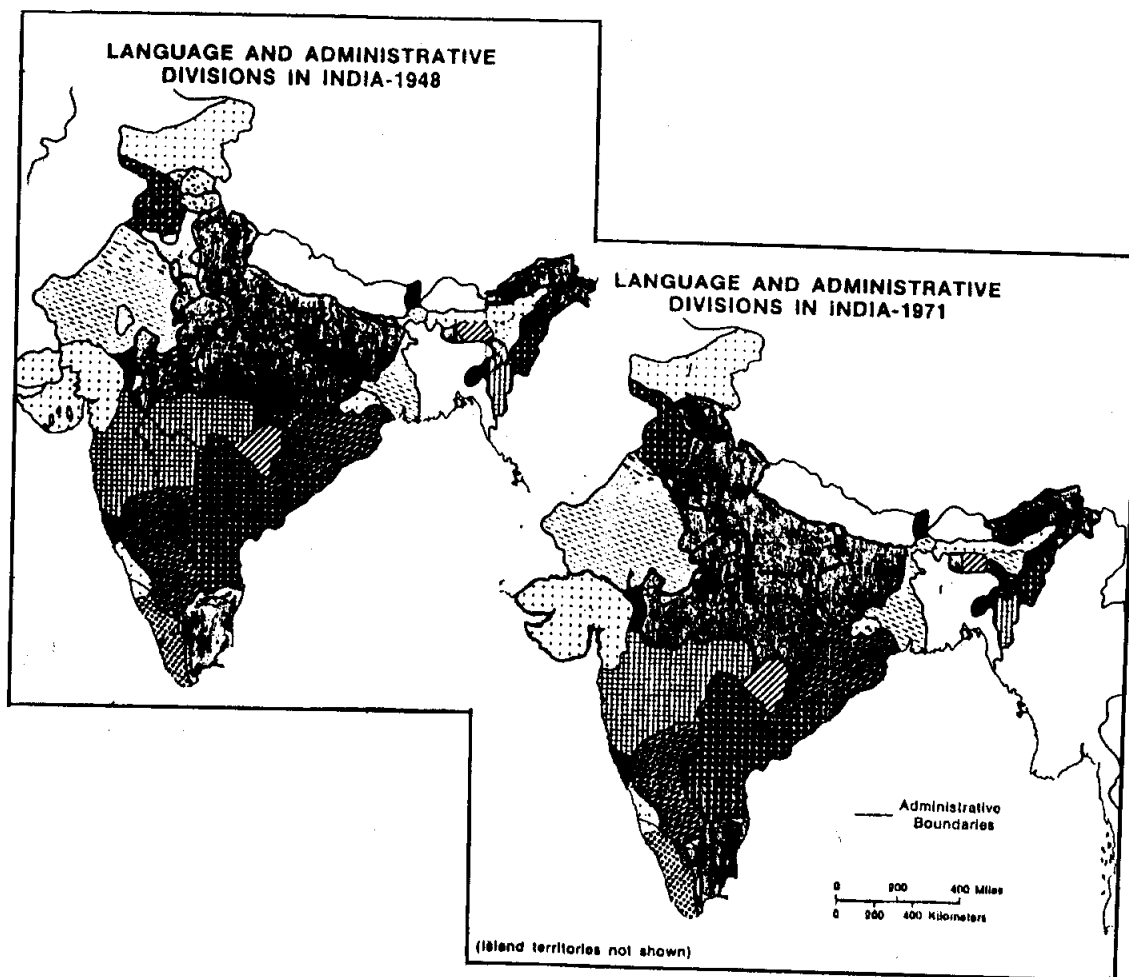 LANGUAGE AND ADMINISTRATIVE
DIVISIONS IN INDIA-1948
LANGUAGE AND ADMINISTRATIVE
DIVISIONS IN INDIA-1971
Administrative
Boundaries
0 200 400 Miles
0 200 400 Kilometers
(Island territories not shown)